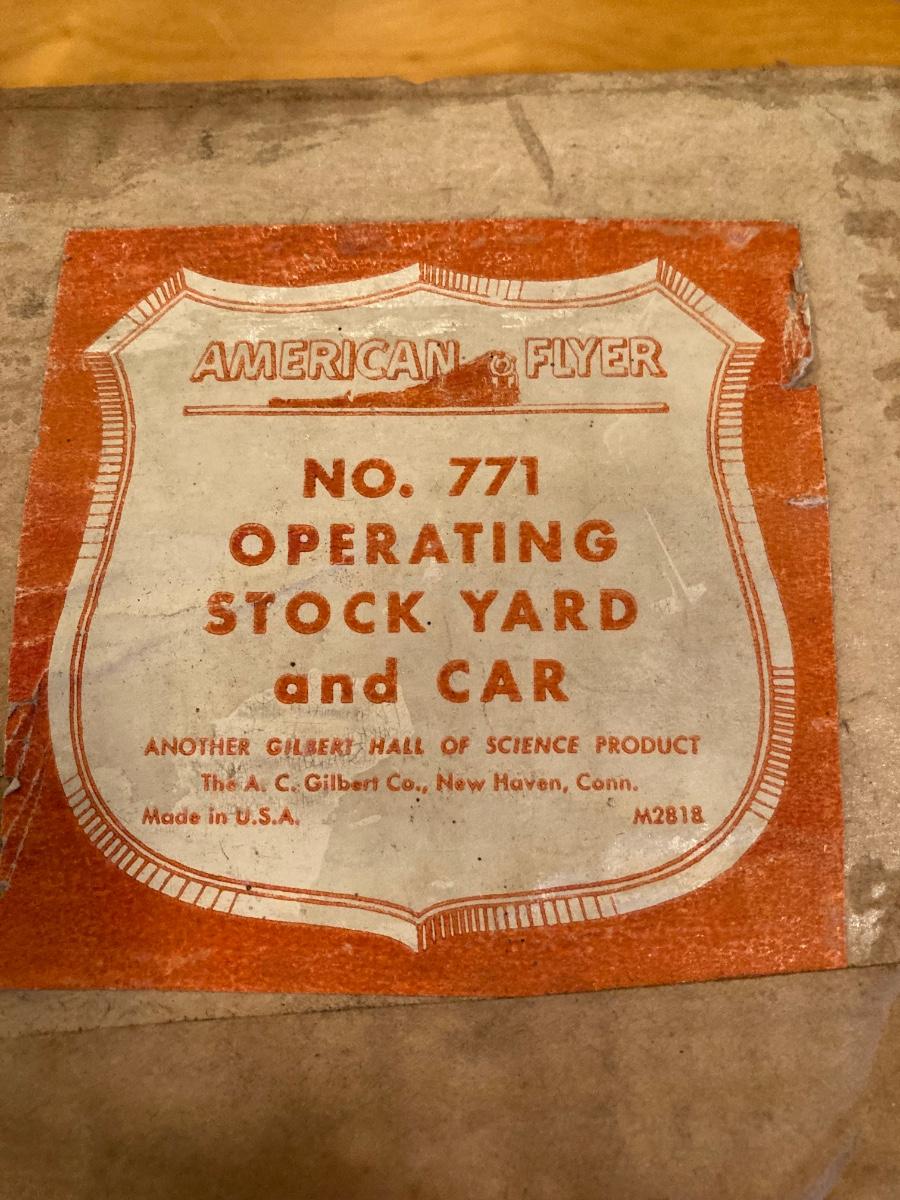 AMERICAN FLYER
NO. 771
OPERATING
STOCK YARD
and CAR
ANOTHER GILBERT HALL OF SCIENCE PRODUCT
The A. C. Gilbert Co., New Haven, Conn.
Made in U.S.A. M2818